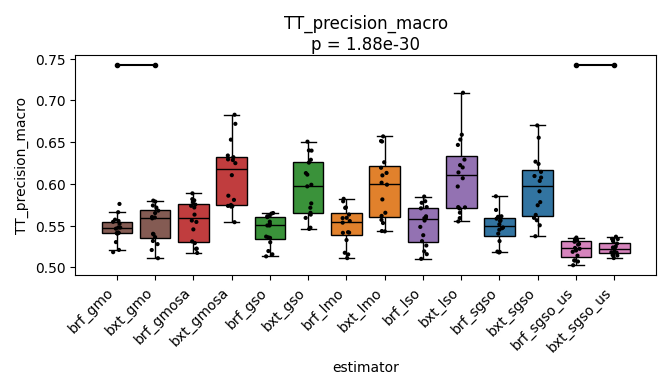 TT_precision_macro
p = 1.88e-30
TT_precision_macro
0.75
0.70
0.65
0.60
0.55
0.50
brf_gmo
bxt_gmo
brf_gmosa
bxt_gmosa
brf_gso
bxt_gso
brf_lmo
bxt_lmo
brf_lso
bxt_lso
brf_sgso
bxt_sgso
brf_sgso_us
bxt_sgso_us
estimator